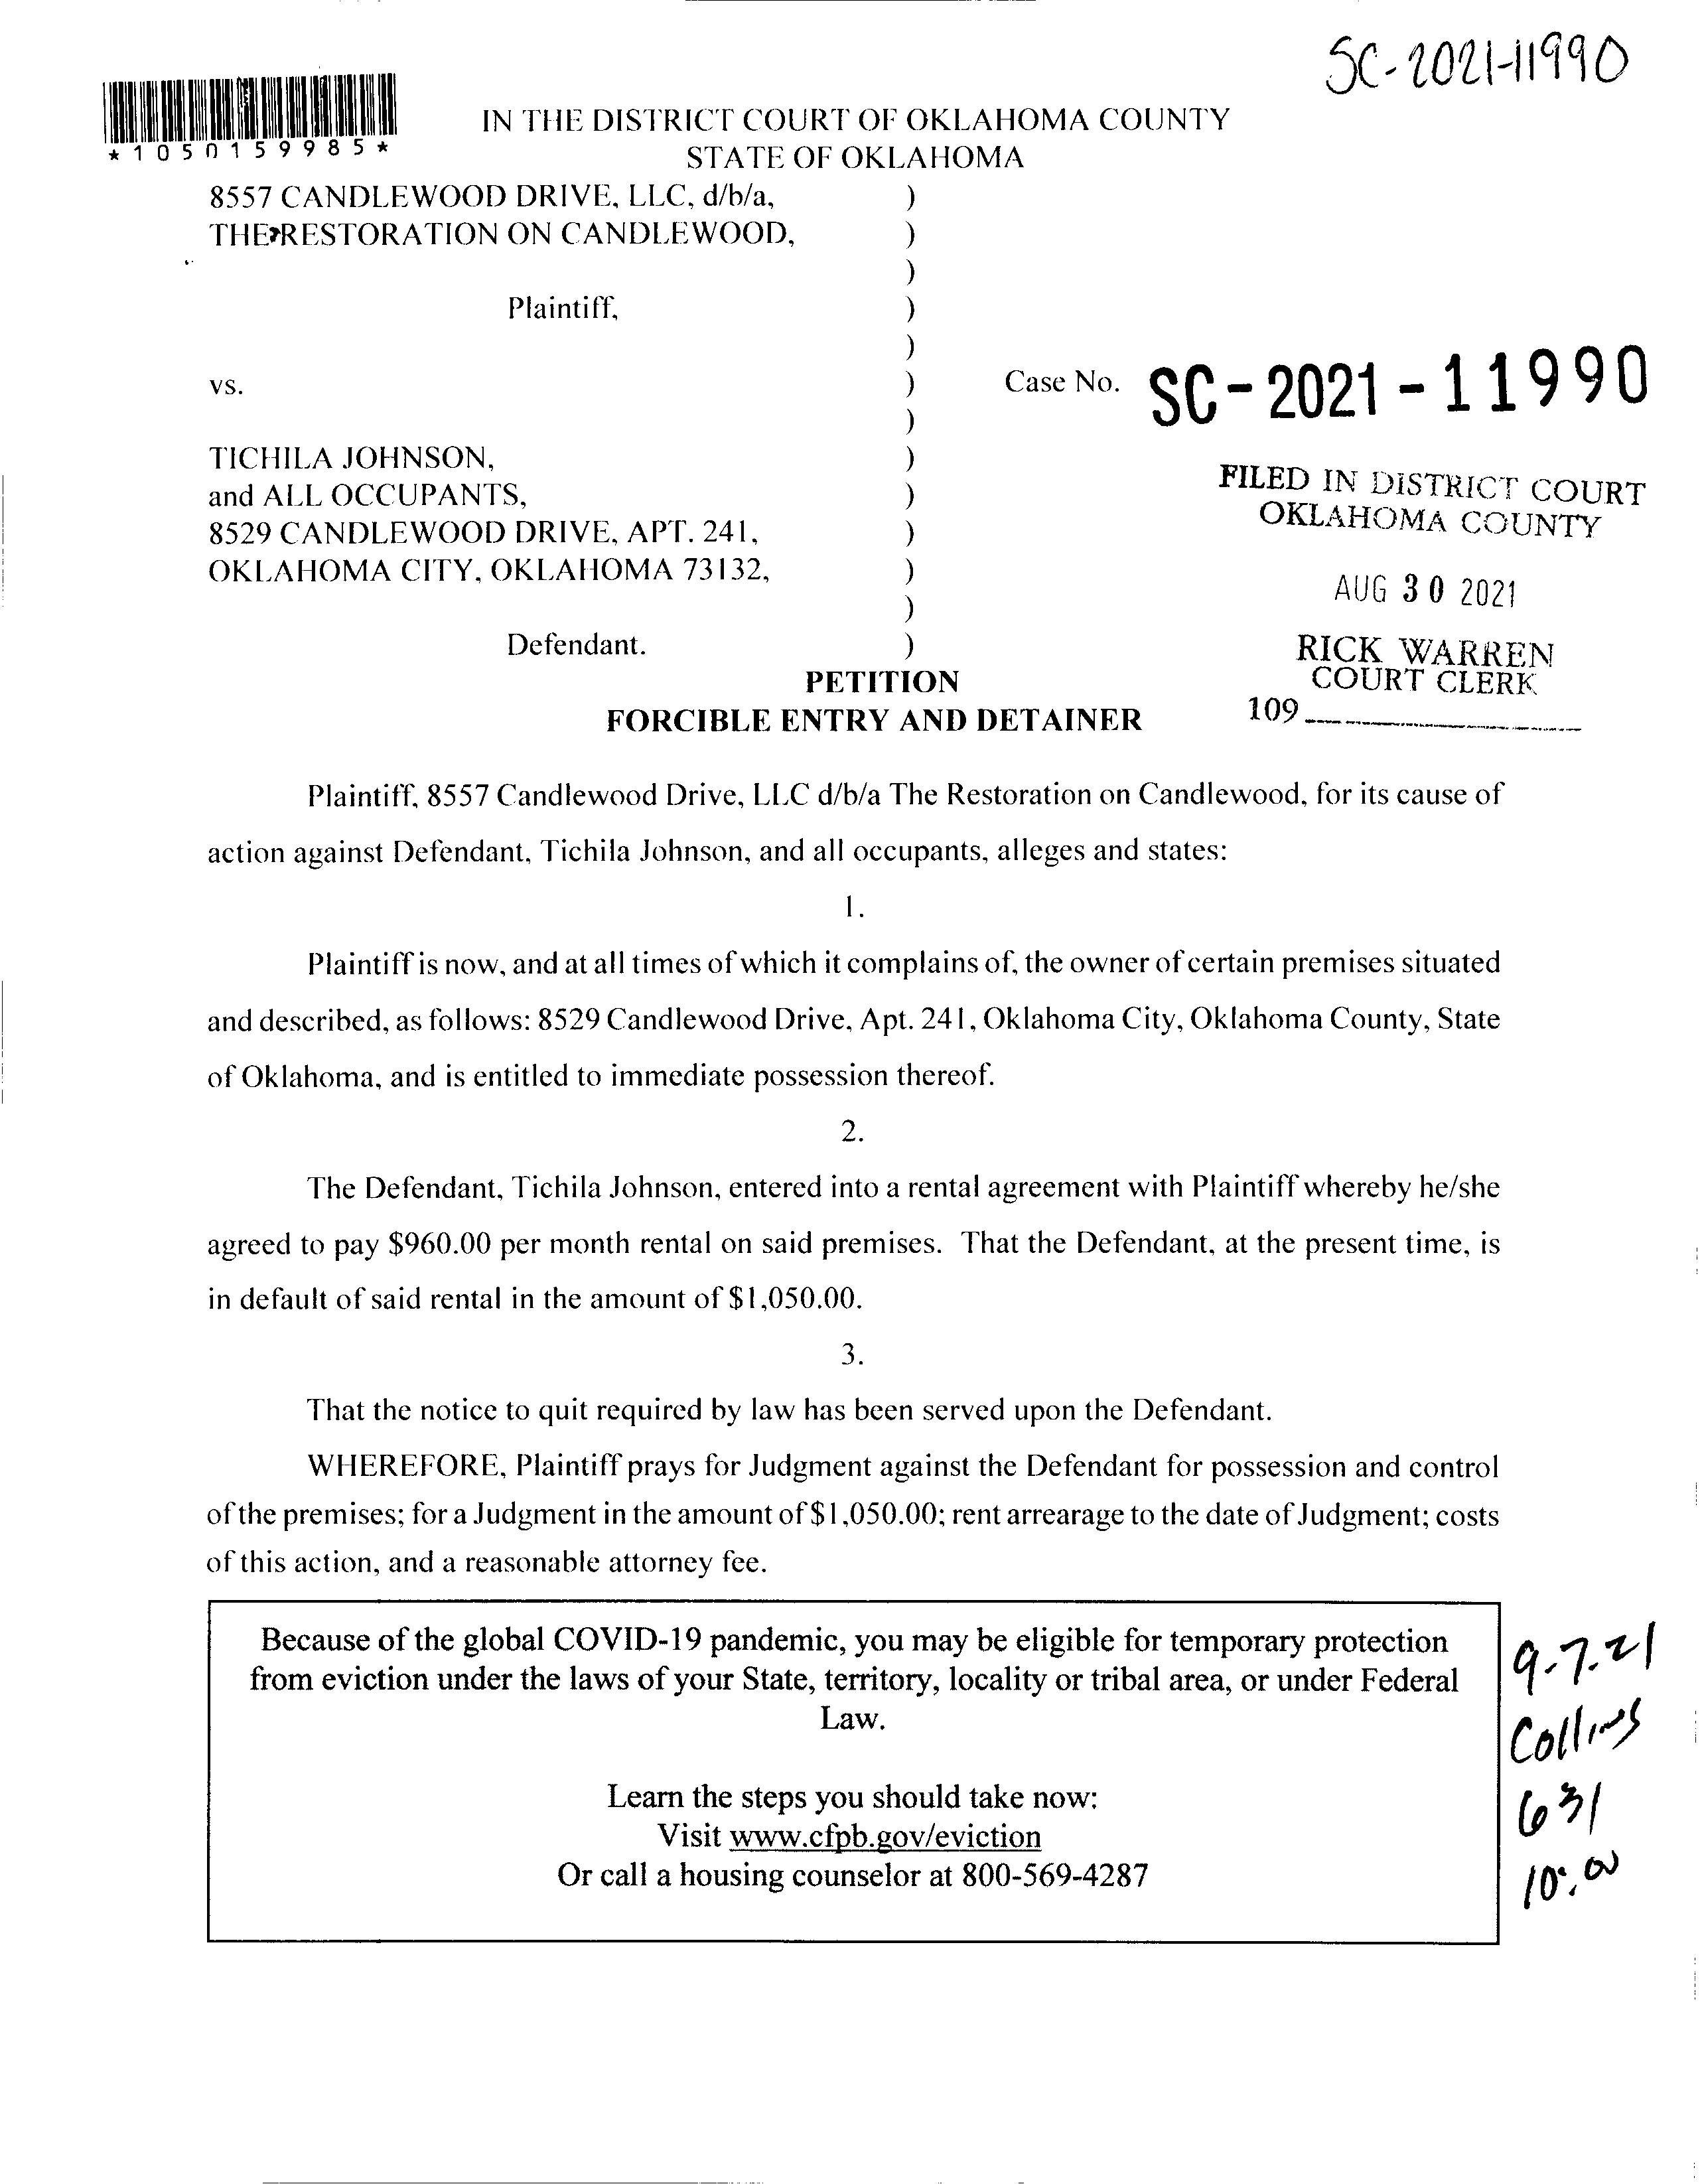 SC-2021-11990
*1050159985*
IN THE DISTRICT COURT OF OKLAHOMA COUNTY
STATE OF OKLAHOMA
8557 CANDLEWOOD DRIVE, LLC, d/b/a, )
THE RESTORATION ON CANDLEWOOD, )
)
Plaintiff, )
)
vs. ) Case No. SC-2021-11990
)
TICHILA JOHNSON, )
and ALL OCCUPANTS, )
8529 CANDLEWOOD DRIVE, APT. 241, )
OKLAHOMA CITY, OKLAHOMA 73132, )
)
Defendant. )
FILED IN DISTRICT COURT
OKLAHOMA COUNTY
AUG 30 2021
RICK WARREN
COURT CLERK
109
PETITION
FORCIBLE ENTRY AND DETAINER
Plaintiff, 8557 Candlewood Drive, LLC d/b/a The Restoration on Candlewood, for its cause of
action against Defendant, Tichila Johnson, and all occupants, alleges and states:
1.
Plaintiff is now, and at all times of which it complains of, the owner of certain premises situated
and described, as follows: 8529 Candlewood Drive, Apt. 241, Oklahoma City, Oklahoma County, State
of Oklahoma, and is entitled to immediate possession thereof.
2.
The Defendant, Tichila Johnson, entered into a rental agreement with Plaintiff whereby he/she
agreed to pay $960.00 per month rental on said premises. That the Defendant, at the present time, is
in default of said rental in the amount of $1,050.00.
3.
That the notice to quit required by law has been served upon the Defendant.
WHEREFORE, Plaintiff prays for Judgment against the Defendant for possession and control
of the premises; for a Judgment in the amount of $1,050.00; rent arrearage to the date of Judgment; costs
of this action, and a reasonable attorney fee.
Because of the global COVID-19 pandemic, you may be eligible for temporary protection
from eviction under the laws of your State, territory, locality or tribal area, or under Federal
Law.
Learn the steps you should take now:
Visit www.cfpb.gov/eviction
Or call a housing counselor at 800-569-4287
9-7-21
Collins
631
10:00